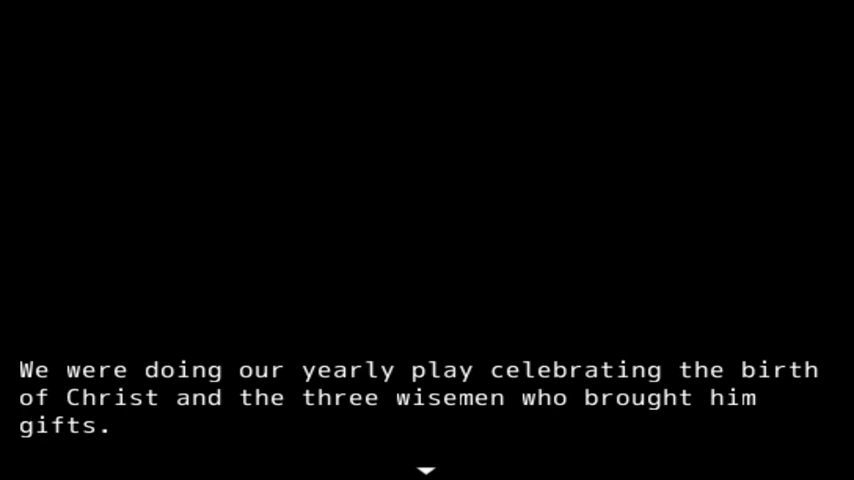 We were doing our yearly play celebrating the birth
of Christ and the three wisemen who brought him
gifts.